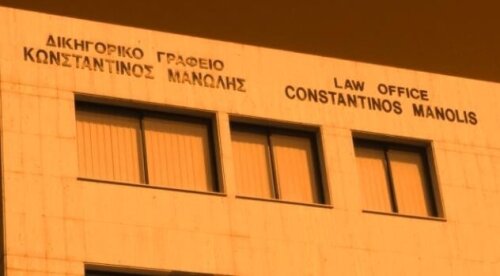 ΔΙΚΗΓΟΡΙΚΟ ΓΡΑΦΕΙΟ
ΚΩΝΣΤΑΝΤΙΝΟΣ ΜΑΝΩΛΗΣ
LAW OFFICE
CONSTANTINOS MANOLIS